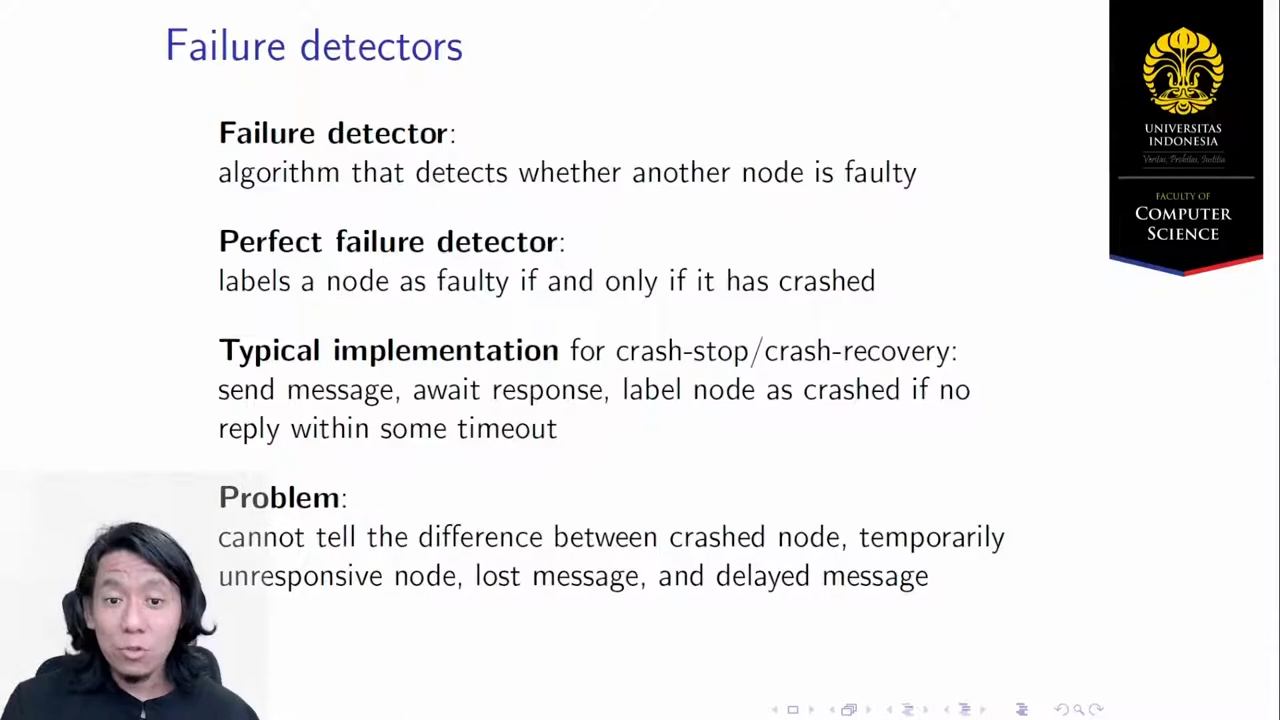 Failure detectors
Failure detector:
algorithm that detects whether another node is faulty
Perfect failure detector:
labels a node as faulty if and only if it has crashed
Typical implementation for crash-stop/crash-recovery:
send message, await response, label node as crashed if no
reply within some timeout
Problem:
cannot tell the difference between crashed node, temporarily
unresponsive node, lost message, and delayed message
UNIVERSITAS
INDONESIA
Veritas, Probitas, Iustitia
FACULTY OF
COMPUTER
SCIENCE